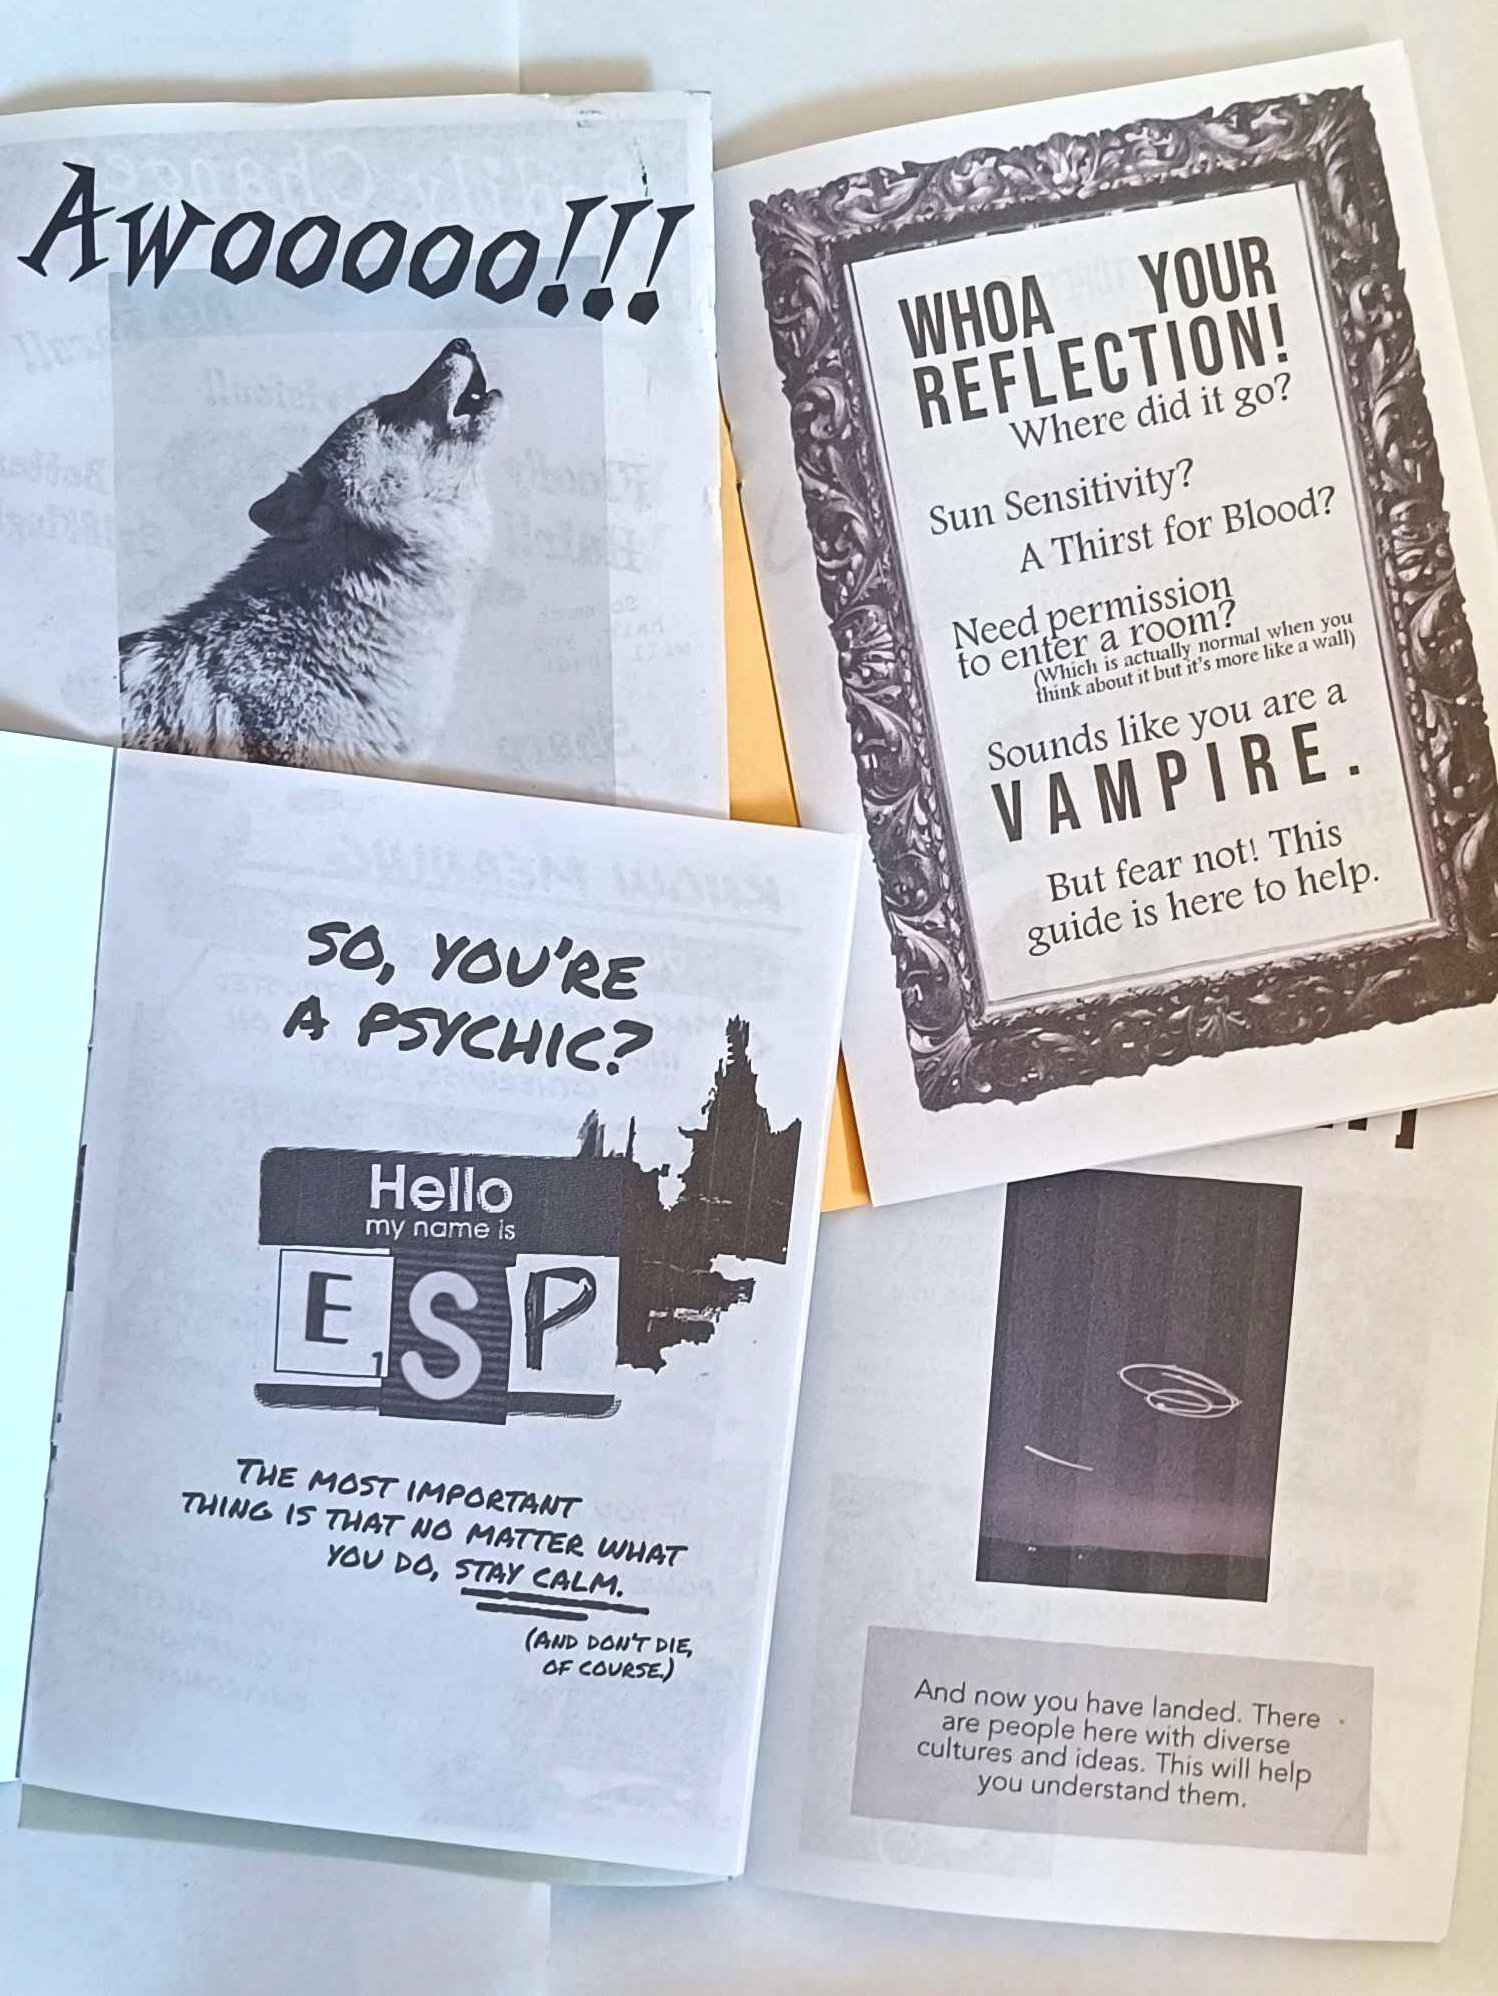 Awooooo!!!
WHOA YOUR
REFLECTION!
Where did it go?
Sun Sensitivity?
A Thirst for Blood?
Need permission
to enter a room?
(Which is actually normal when you
think about it but it's more like a wall)
Sounds like you are a
VAMPIRE.
But fear not! This
guide is here to help.
SO, YOU'RE
A PSYCHIC?
Hello
my name is
E1 S P
THE MOST IMPORTANT
THING IS THAT NO MATTER WHAT
YOU DO, STAY CALM.
(AND DON'T DIE,
OF COURSE.)
And now you have landed. There
are people here with diverse
cultures and ideas. This will help
you understand them.